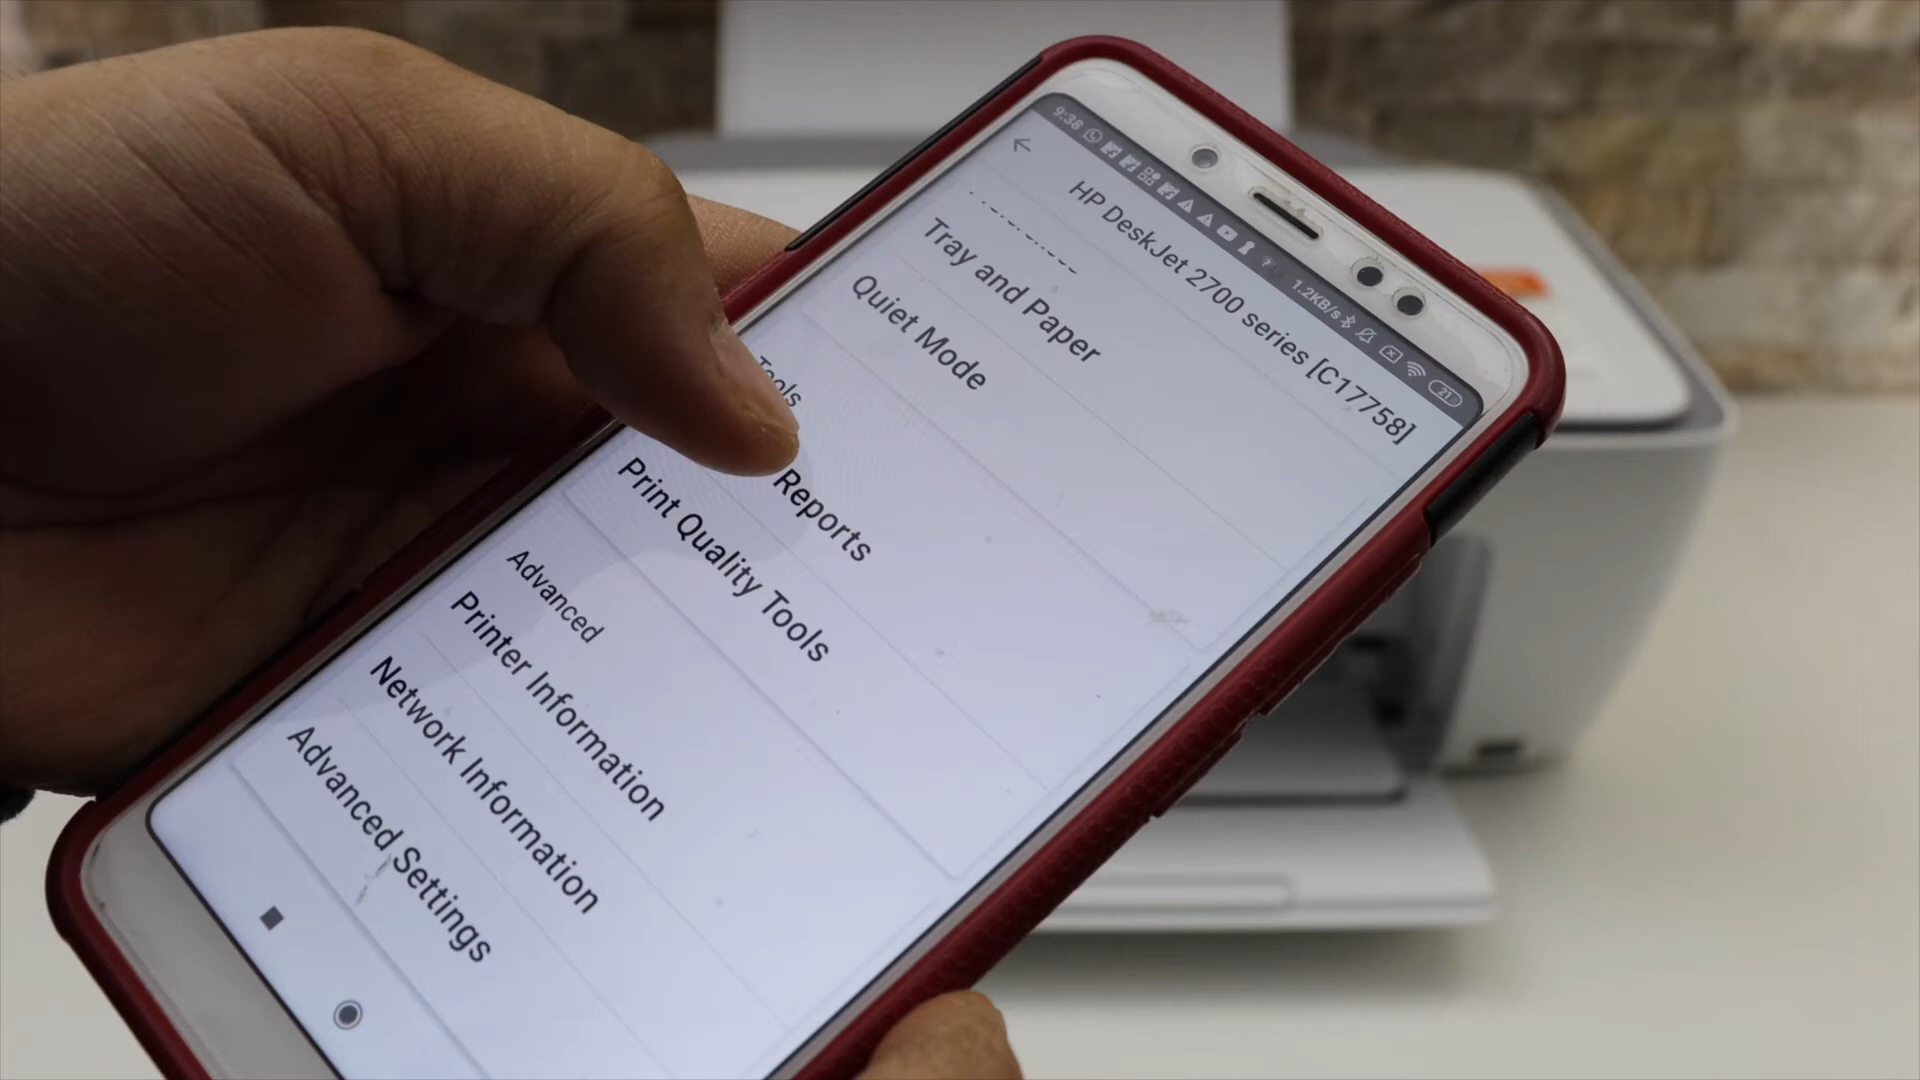 9:38
1.2KB/s
21
HP DeskJet 2700 series [C17758]
Tray and Paper
Quiet Mode
Tools
Reports
Print Quality Tools
Advanced
Printer Information
Network Information
Advanced Settings